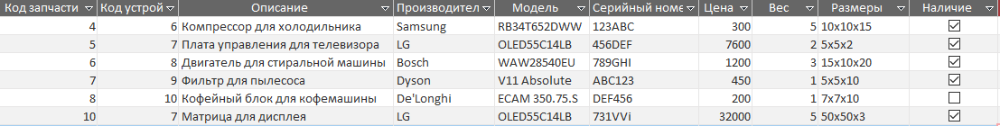 Код запчасти Код устрой Описание Производител Модель Серийный номе Цена Вес Размеры Наличие
4 6 Компрессор для холодильника Samsung RB34T652DWW 123ABC 300 5 10x10x15
5 7 Плата управления для телевизора LG OLED55C14LB 456DEF 7600 2 5x5x2
6 8 Двигатель для стиральной машины Bosch WAW28540EU 789GHI 1200 3 15x10x20
7 9 Фильтр для пылесоса Dyson V11 Absolute ABC123 450 1 5x5x10
8 10 Кофейный блок для кофемашины De'Longhi ECAM 350.75.S DEF456 200 1 7x7x10
10 7 Матрица для дисплея LG OLED55C14LB 731VVi 32000 5 50x50x3